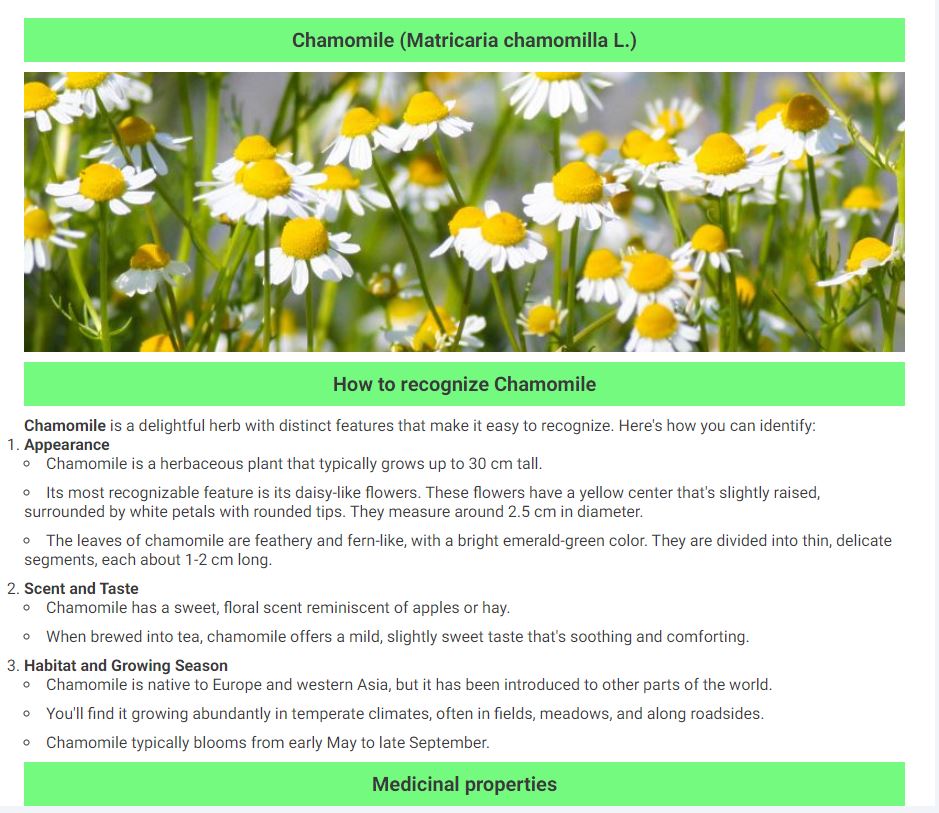 Chamomile (Matricaria chamomilla L.)
How to recognize Chamomile
Chamomile is a delightful herb with distinct features that make it easy to recognize. Here's how you can identify:
1. Appearance
Chamomile is a herbaceous plant that typically grows up to 30 cm tall.
Its most recognizable feature is its daisy-like flowers. These flowers have a yellow center that's slightly raised,
surrounded by white petals with rounded tips. They measure around 2.5 cm in diameter.
The leaves of chamomile are feathery and fern-like, with a bright emerald-green color. They are divided into thin, delicate
segments, each about 1-2 cm long.
2. Scent and Taste
Chamomile has a sweet, floral scent reminiscent of apples or hay.
When brewed into tea, chamomile offers a mild, slightly sweet taste that's soothing and comforting.
3. Habitat and Growing Season
Chamomile is native to Europe and western Asia, but it has been introduced to other parts of the world.
You'll find it growing abundantly in temperate climates, often in fields, meadows, and along roadsides.
Chamomile typically blooms from early May to late September.
Medicinal properties